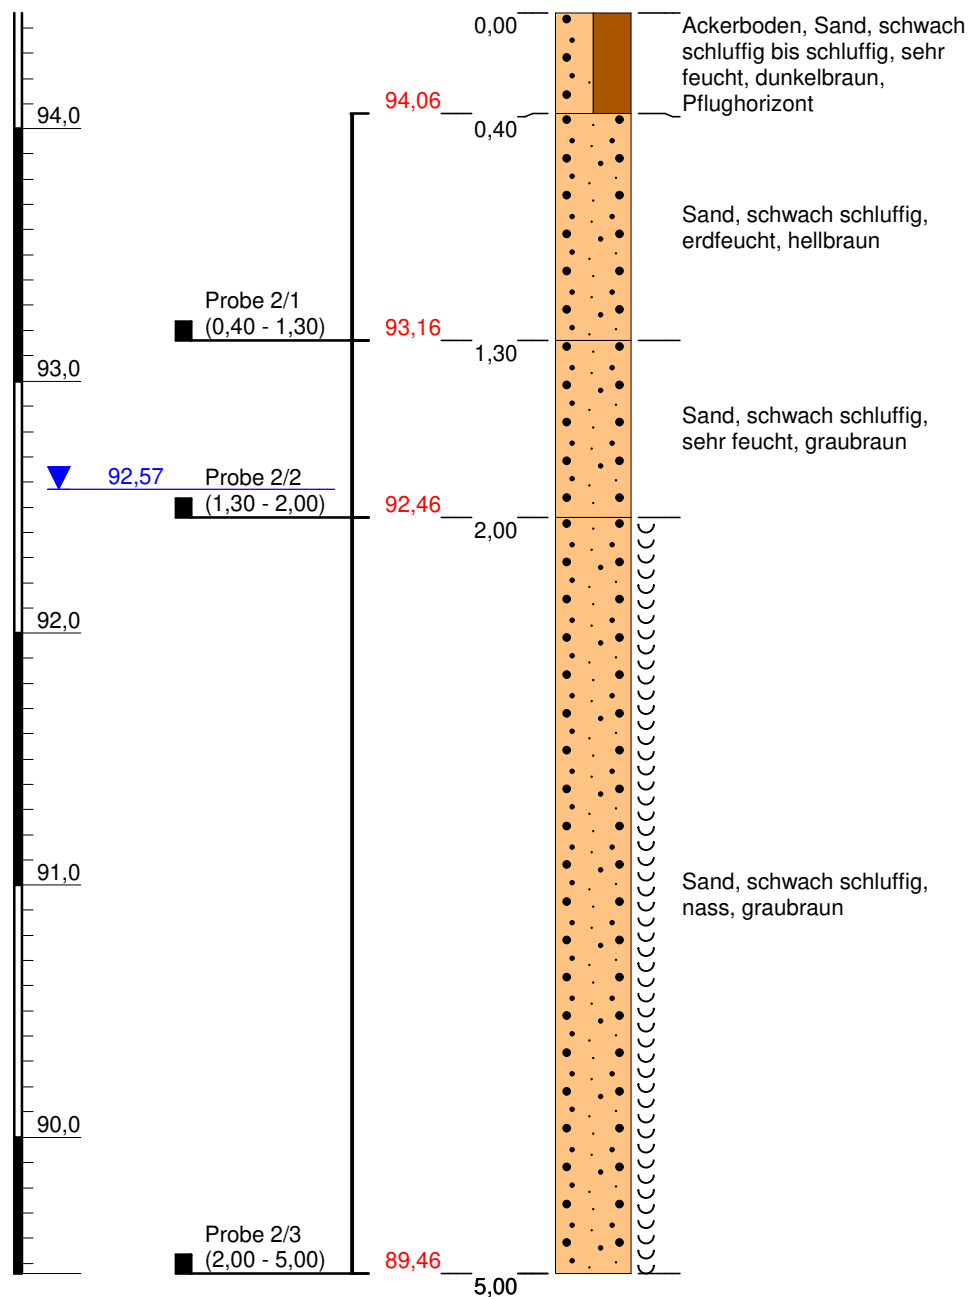 0,00
Ackerboden, Sand, schwach
schluffig bis schluffig, sehr
feucht, dunkelbraun,
Pflughorizont
94,06
94,0
0,40
Sand, schwach schluffig,
erdfeucht, hellbraun
Probe 2/1
(0,40 - 1,30)
93,16
1,30
93,0
Sand, schwach schluffig,
sehr feucht, graubraun
92,57
Probe 2/2
(1,30 - 2,00)
92,46
2,00
92,0
91,0
Sand, schwach schluffig,
nass, graubraun
90,0
Probe 2/3
(2,00 - 5,00)
89,46
5,00